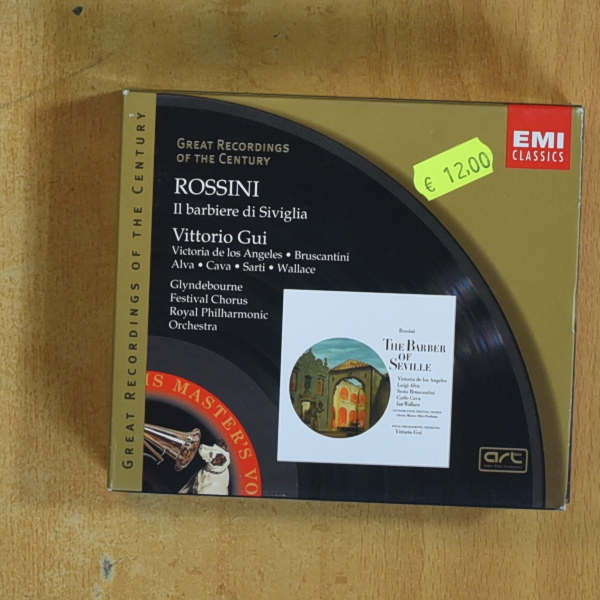 GREAT RECORDINGS OF THE CENTURY
GREAT RECORDINGS
OF THE CENTURY
EMI
CLASSICS
€ 12,00
ROSSINI
Il barbiere di Siviglia
Vittorio Gui
Victoria de los Angeles • Bruscantini
Alva • Cava • Sarti • Wallace
Glyndebourne
Festival Chorus
Royal Philharmonic
Orchestra
Rossini
THE BARBER
OF
SEVILLE
Victoria de los Angeles
Luigi Alva
Sesto Bruscantini
Carlo Cava
Ian Wallace
Vittorio Gui
IS MASTER'S VO
art